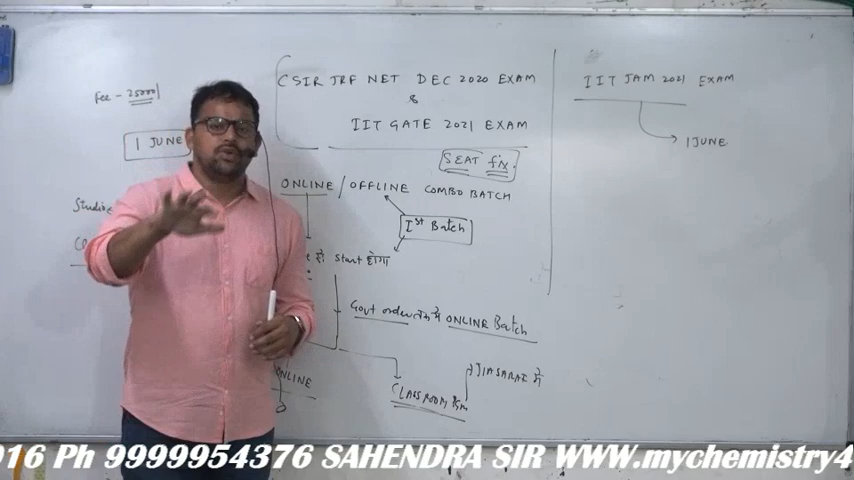 Fee - 25000/
1 JUNE
CSIR JRF NET DEC 2020 EXAM
&
IIT GATE 2021 EXAM
SEAT fix.
ONLINE / OFFLINE COMBO BATCH
Ist Batch
से start होगा
Govt order तक में ONLINE Batch
ONLINE
CLASSROOM
JIASARAI में
IIT JAM 2021 EXAM
1 JUNE
016 Ph 9999954376 SAHENDRA SIR WWW.mychemistry4